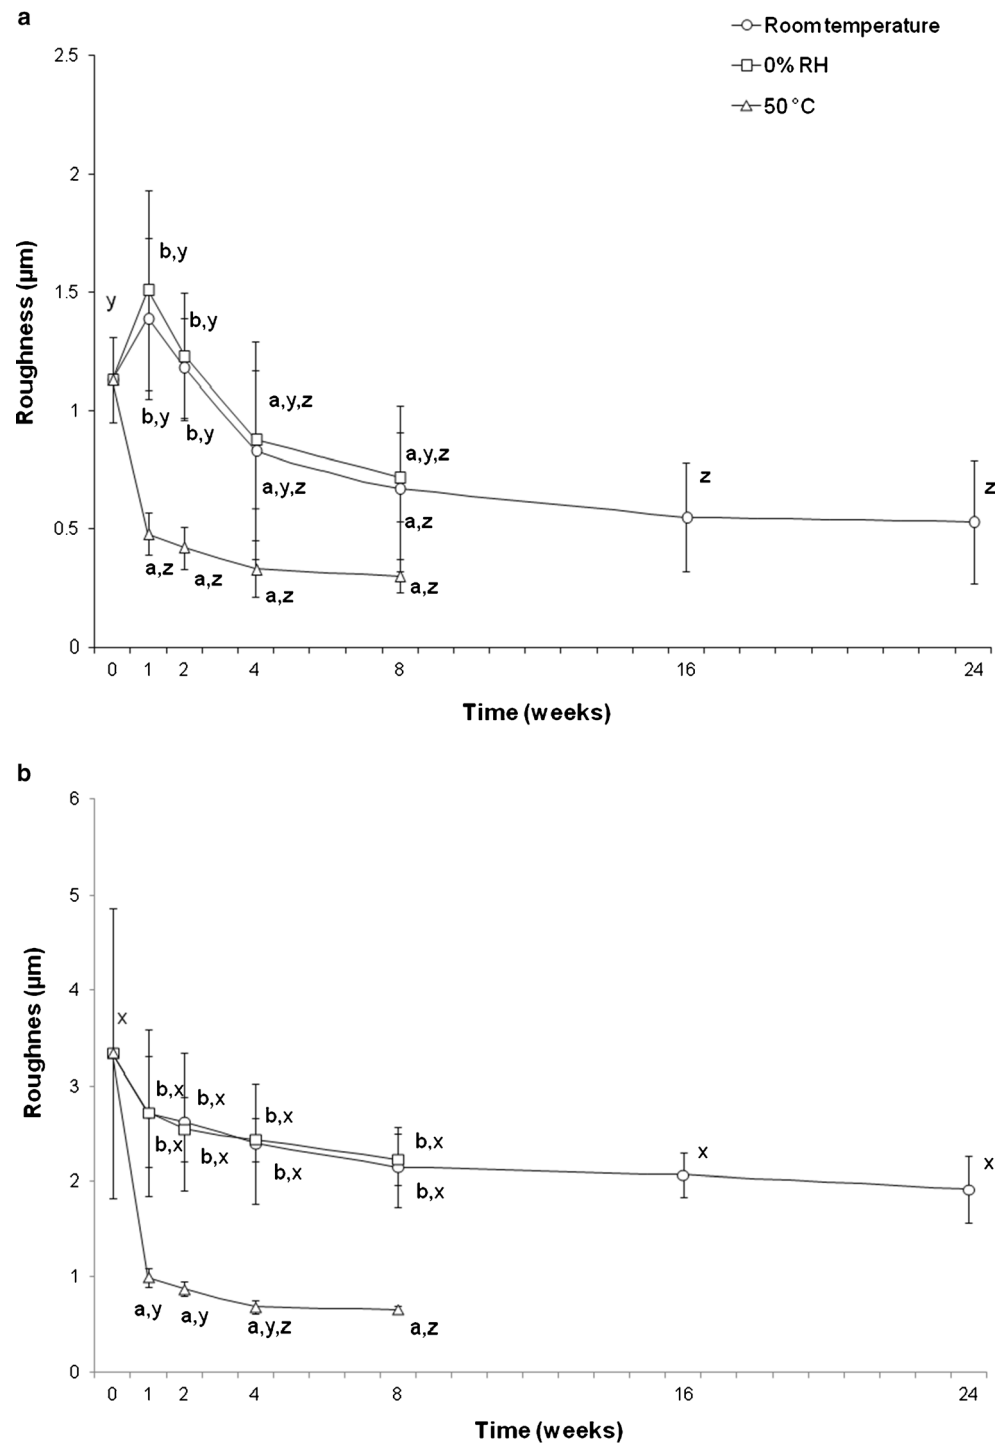 a
Room temperature
0% RH
50 °C
2.5
2
1.5
1
0.5
0
Roughness (µm)
y
b,y
b,y
b,y
b,y
a,y,z
a,y,z
a,y,z
a,z
z
z
a,z
a,z
a,z
a,z
0 1 2 4 8 16 24
Time (weeks)
b
6
5
4
3
2
1
0
Roughnes (µm)
x
b,x
b,x
b,x
b,x
b,x
b,x
b,x
b,x
x
x
a,y
a,y
a,y,z
a,z
0 1 2 4 8 16 24
Time (weeks)